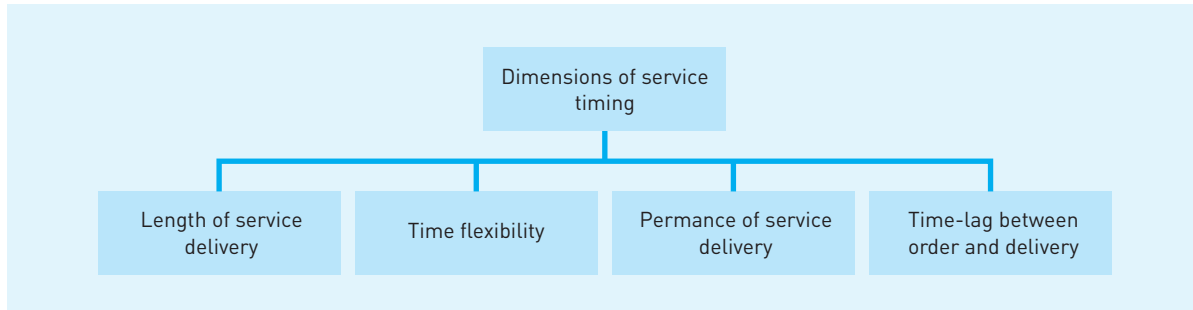 Dimensions of service
timing
Length of service
delivery
Time flexibility
Permance of service
delivery
Time-lag between
order and delivery